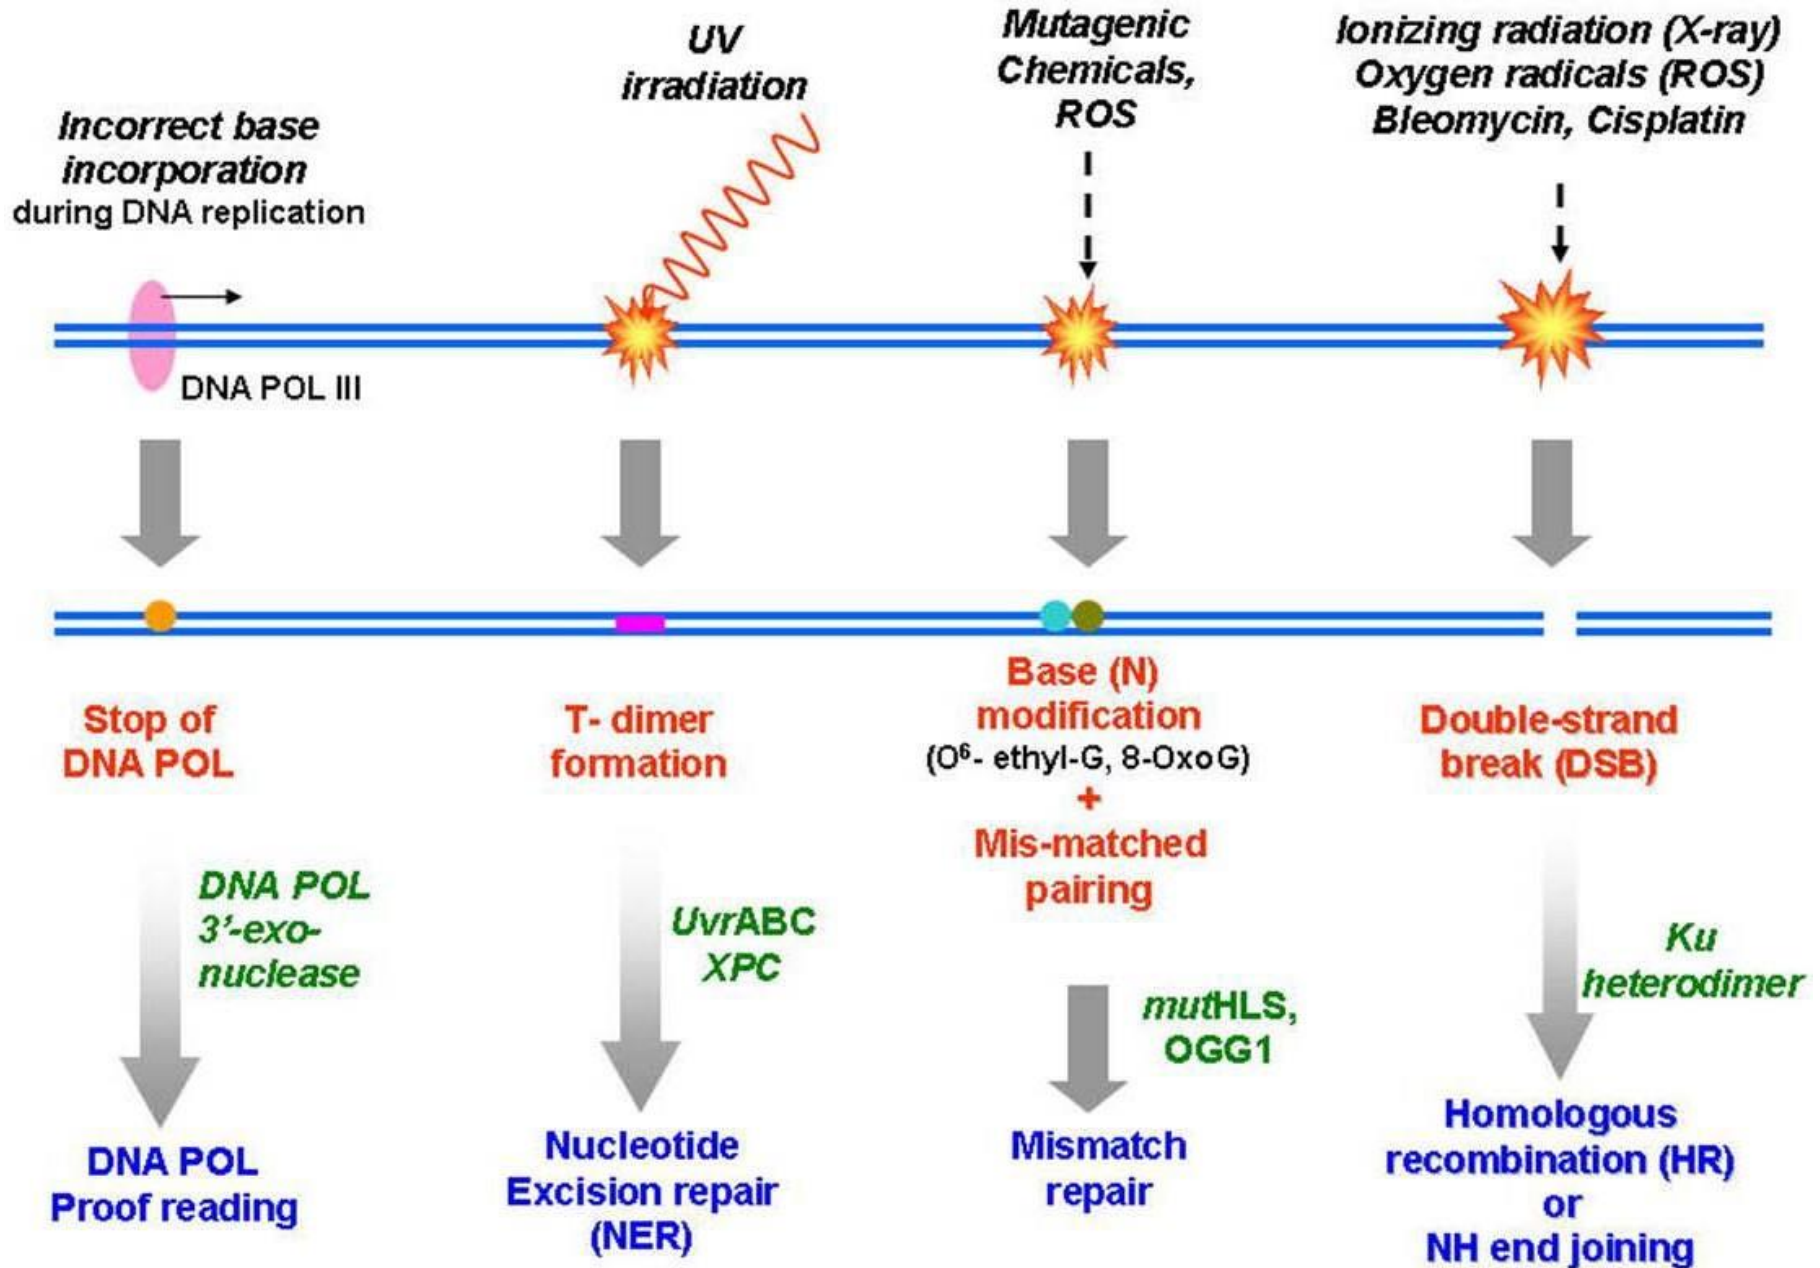 Incorrect base
incorporation
during DNA replication
DNA POL III
Stop of
DNA POL
DNA POL
3'-exo-
nuclease
DNA POL
Proof reading
UV
irradiation
T- dimer
formation
UvrABC
XPC
Nucleotide
Excision repair
(NER)
Mutagenic
Chemicals,
ROS
Base (N)
modification
(O⁶- ethyl-G, 8-OxoG)
+
Mis-matched
pairing
mutHLS,
OGG1
Mismatch
repair
Ionizing radiation (X-ray)
Oxygen radicals (ROS)
Bleomycin, Cisplatin
Double-strand
break (DSB)
Ku
heterodimer
Homologous
recombination (HR)
or
NH end joining